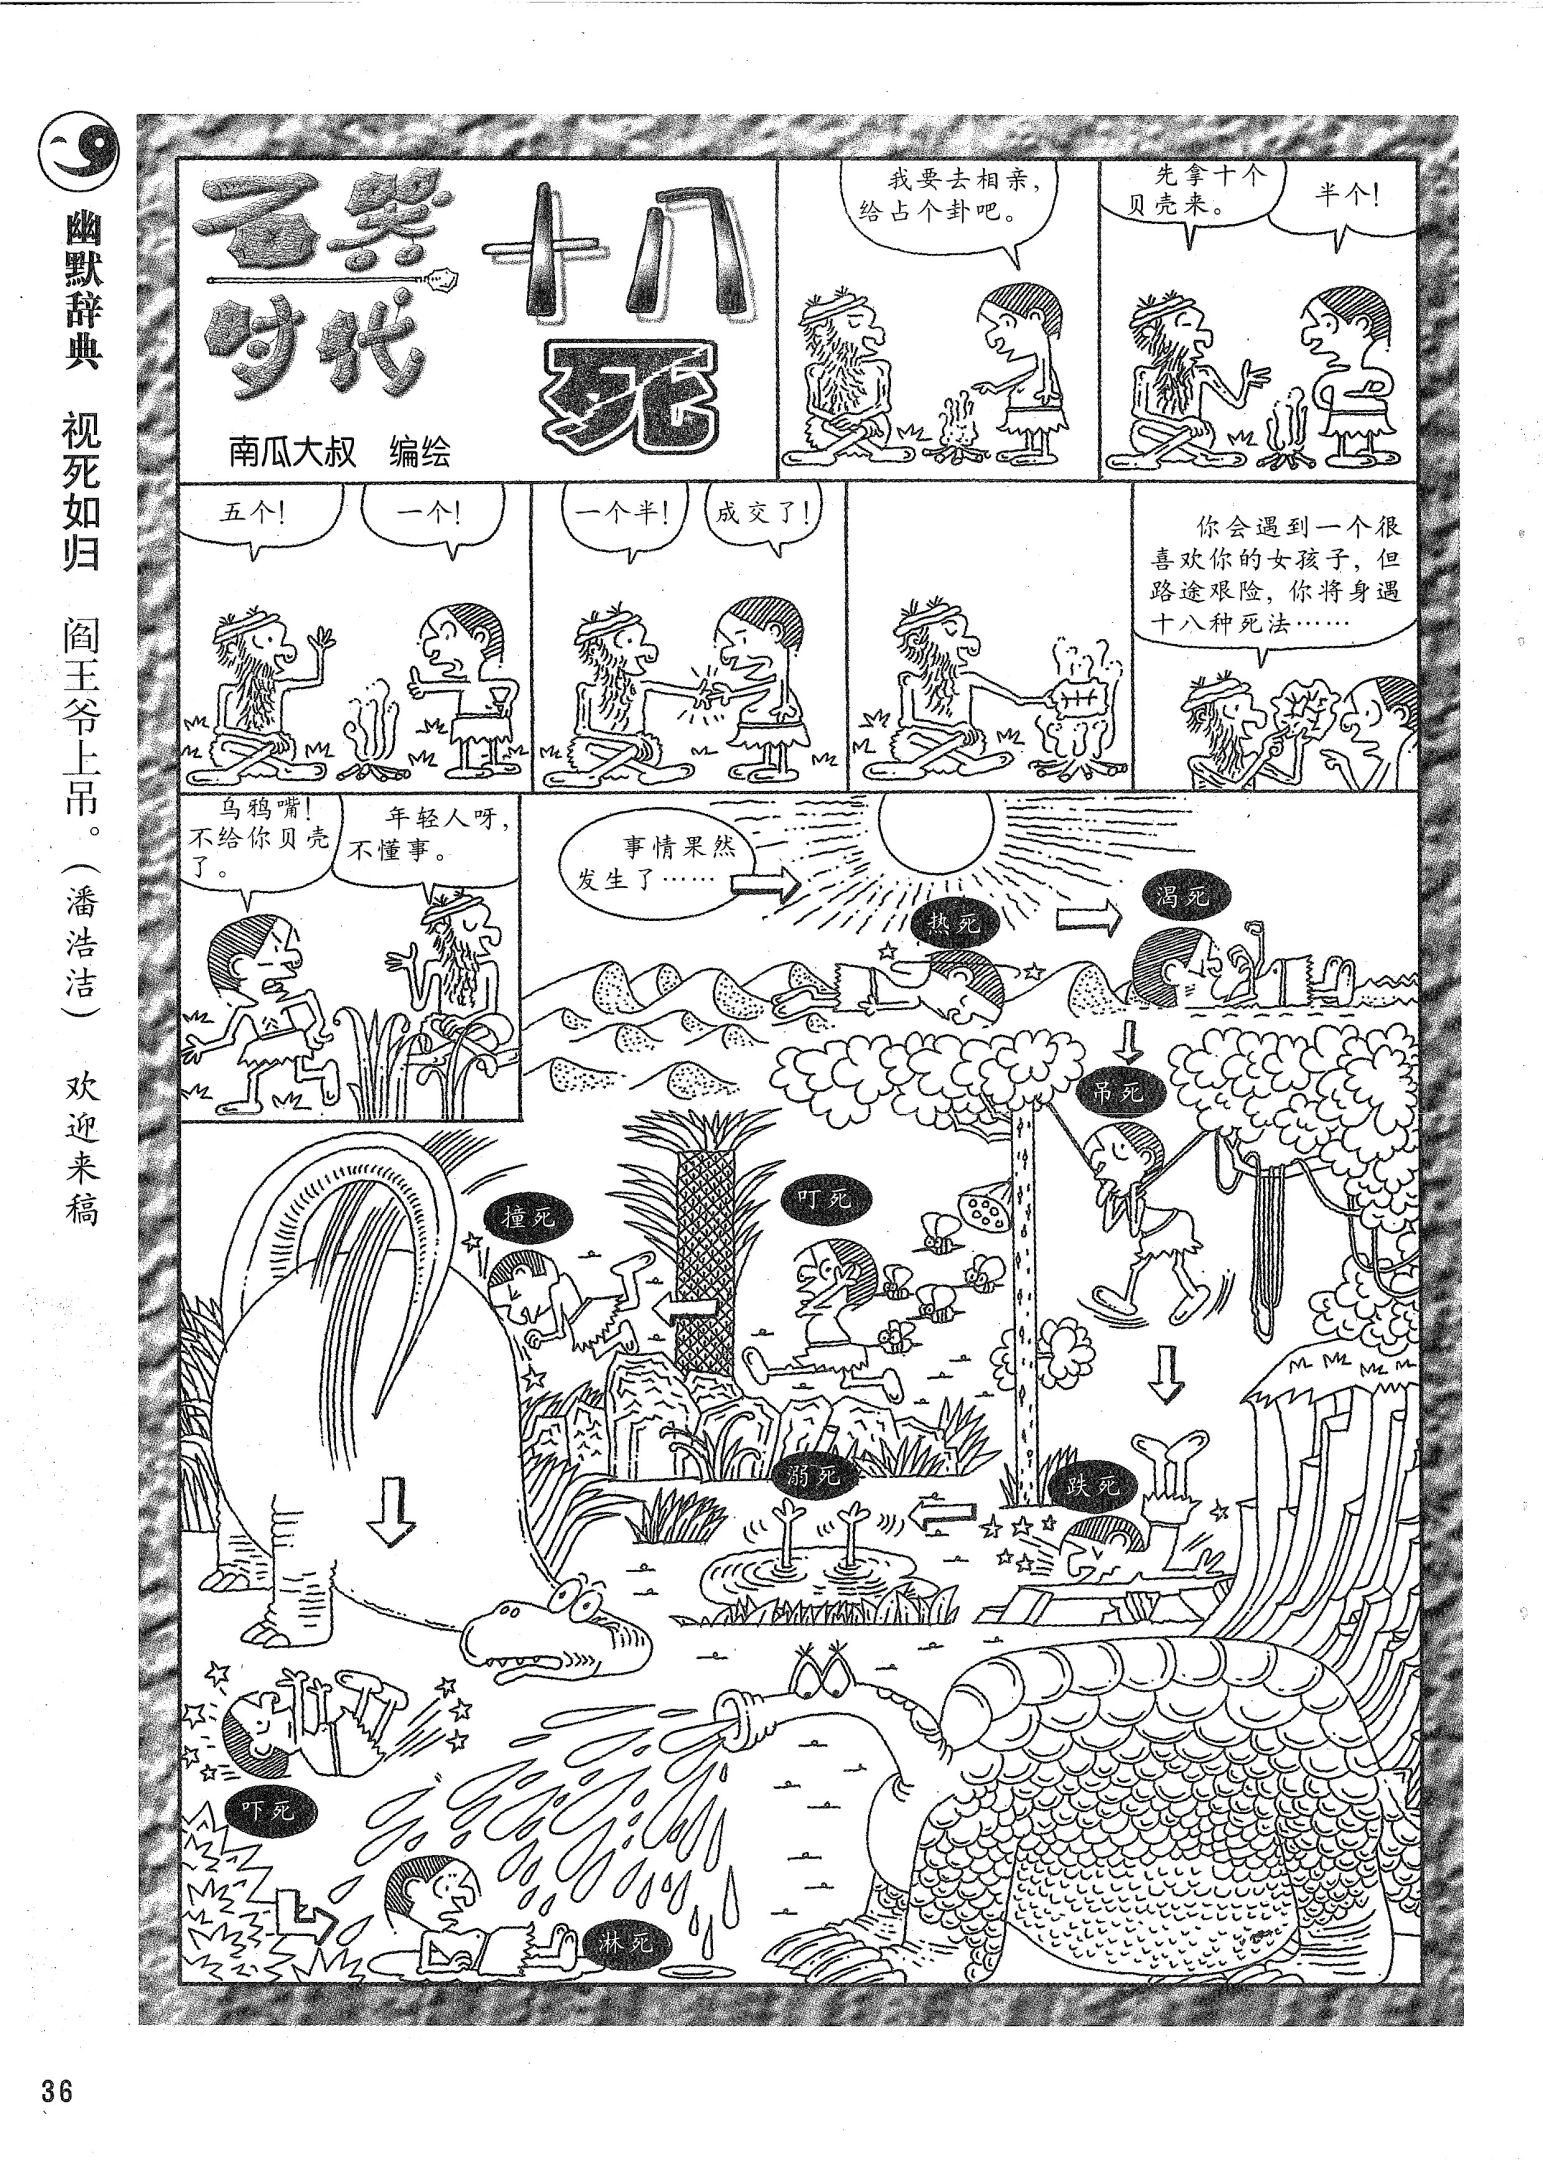 幽默辞典 视死如归 阎王爷上吊。(潘浩洁) 欢迎来稿
石器
时代
十八
死
南瓜大叔 编绘
我要去相亲,
给占个卦吧。
先拿十个
贝壳来。
半个!
五个!
一个!
一个半!
成交了!
你会遇到一个很
喜欢你的女孩子,但
路途艰险,你将身遇
十八种死法……
乌鸦嘴!
不给你贝壳
了。
年轻人呀,
不懂事。
事情果然
发生了……
热死
渴死
吊死
叮死
撞死
跌死
溺死
吓死
淋死
36